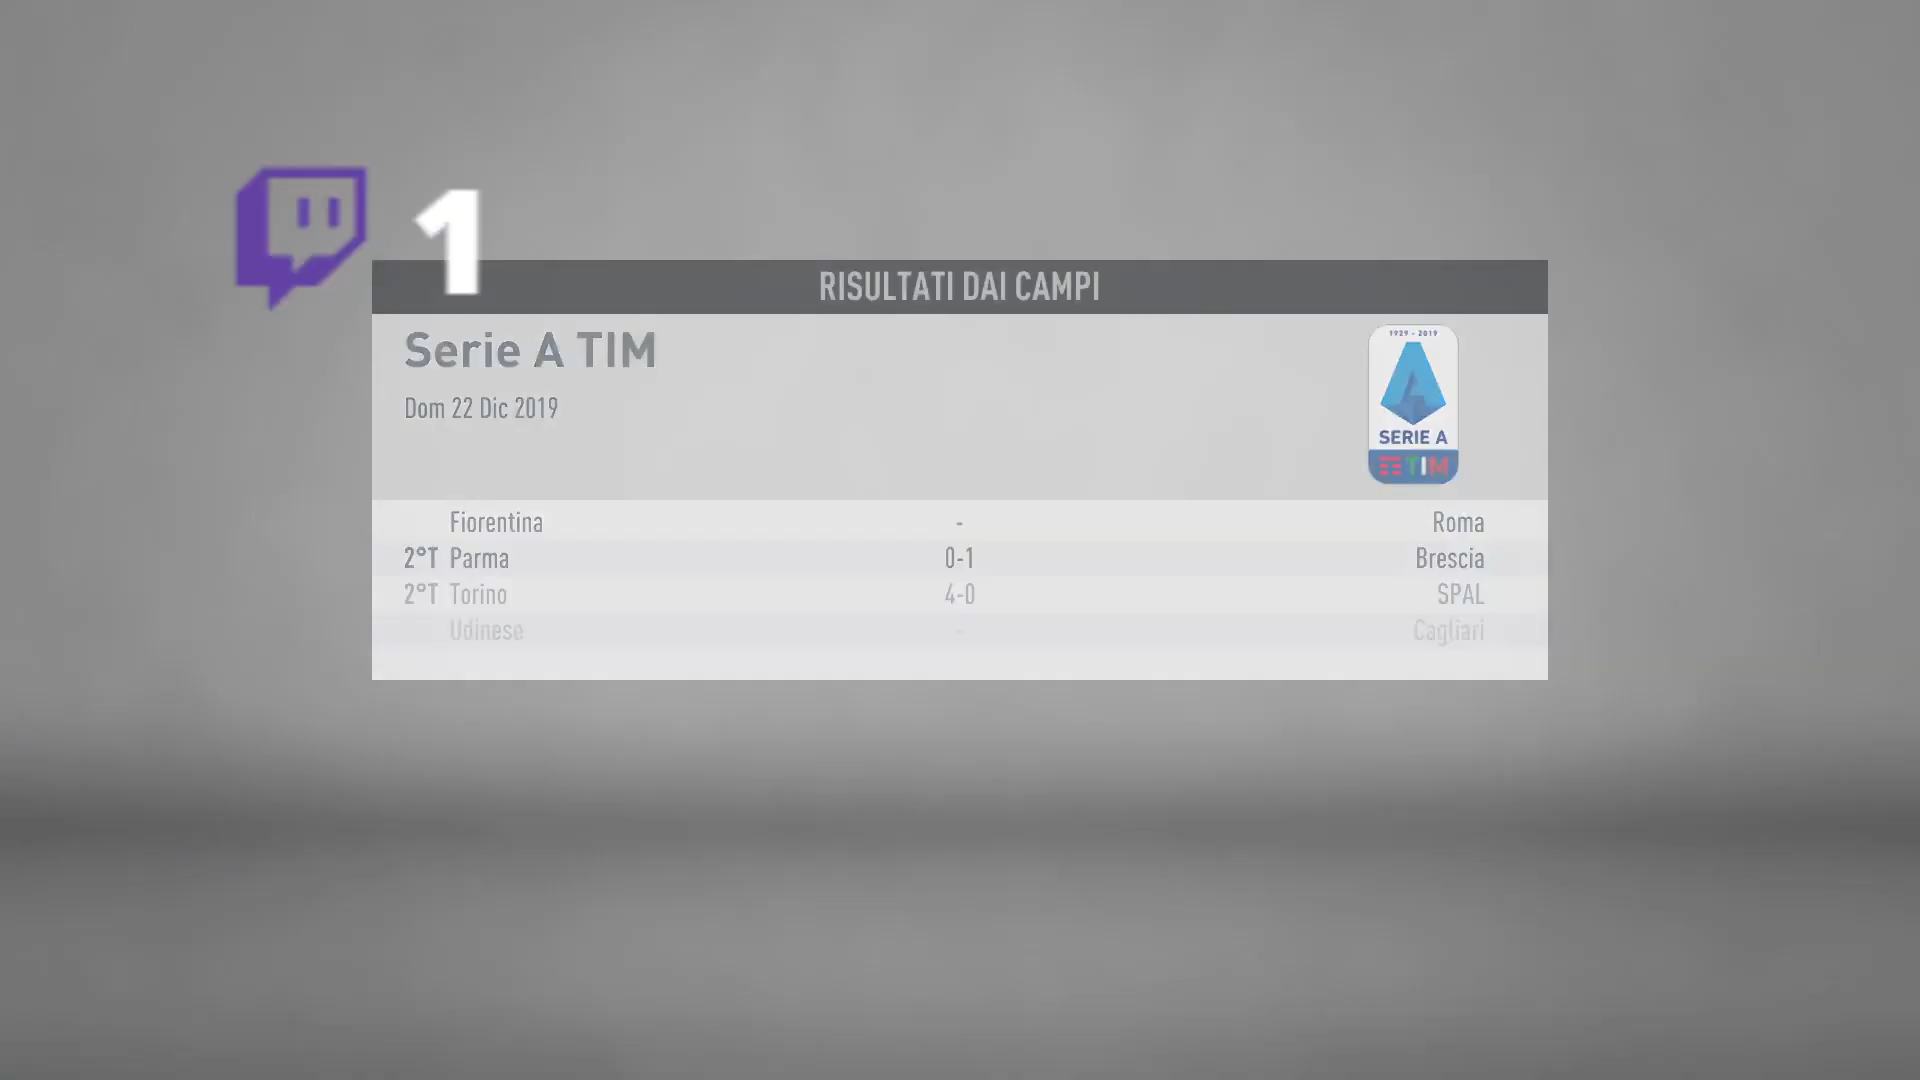 1
RISULTATI DAI CAMPI
Serie A TIM
Dom 22 Dic 2019
1929 - 2019
SERIE A
TIM
Fiorentina - Roma
2°T Parma 0-1 Brescia
2°T Torino 4-0 SPAL
Udinese - Cagliari